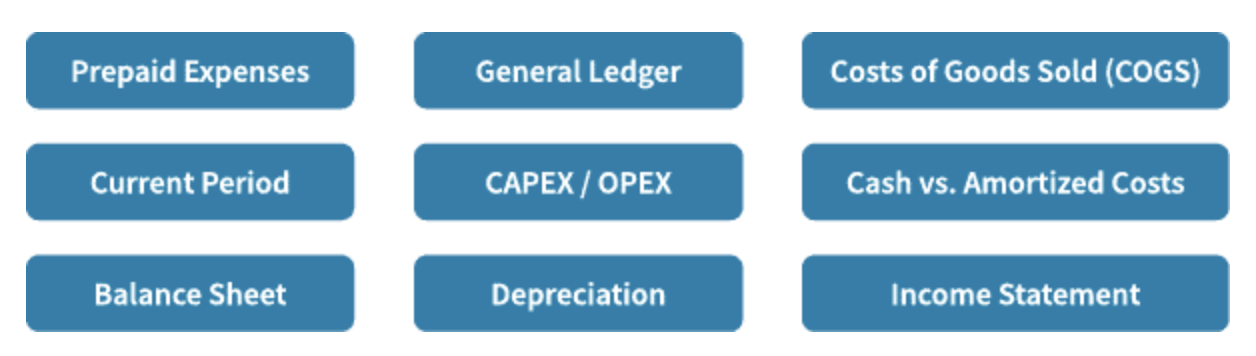 Prepaid Expenses
General Ledger
Costs of Goods Sold (COGS)
Current Period
CAPEX / OPEX
Cash vs. Amortized Costs
Balance Sheet
Depreciation
Income Statement